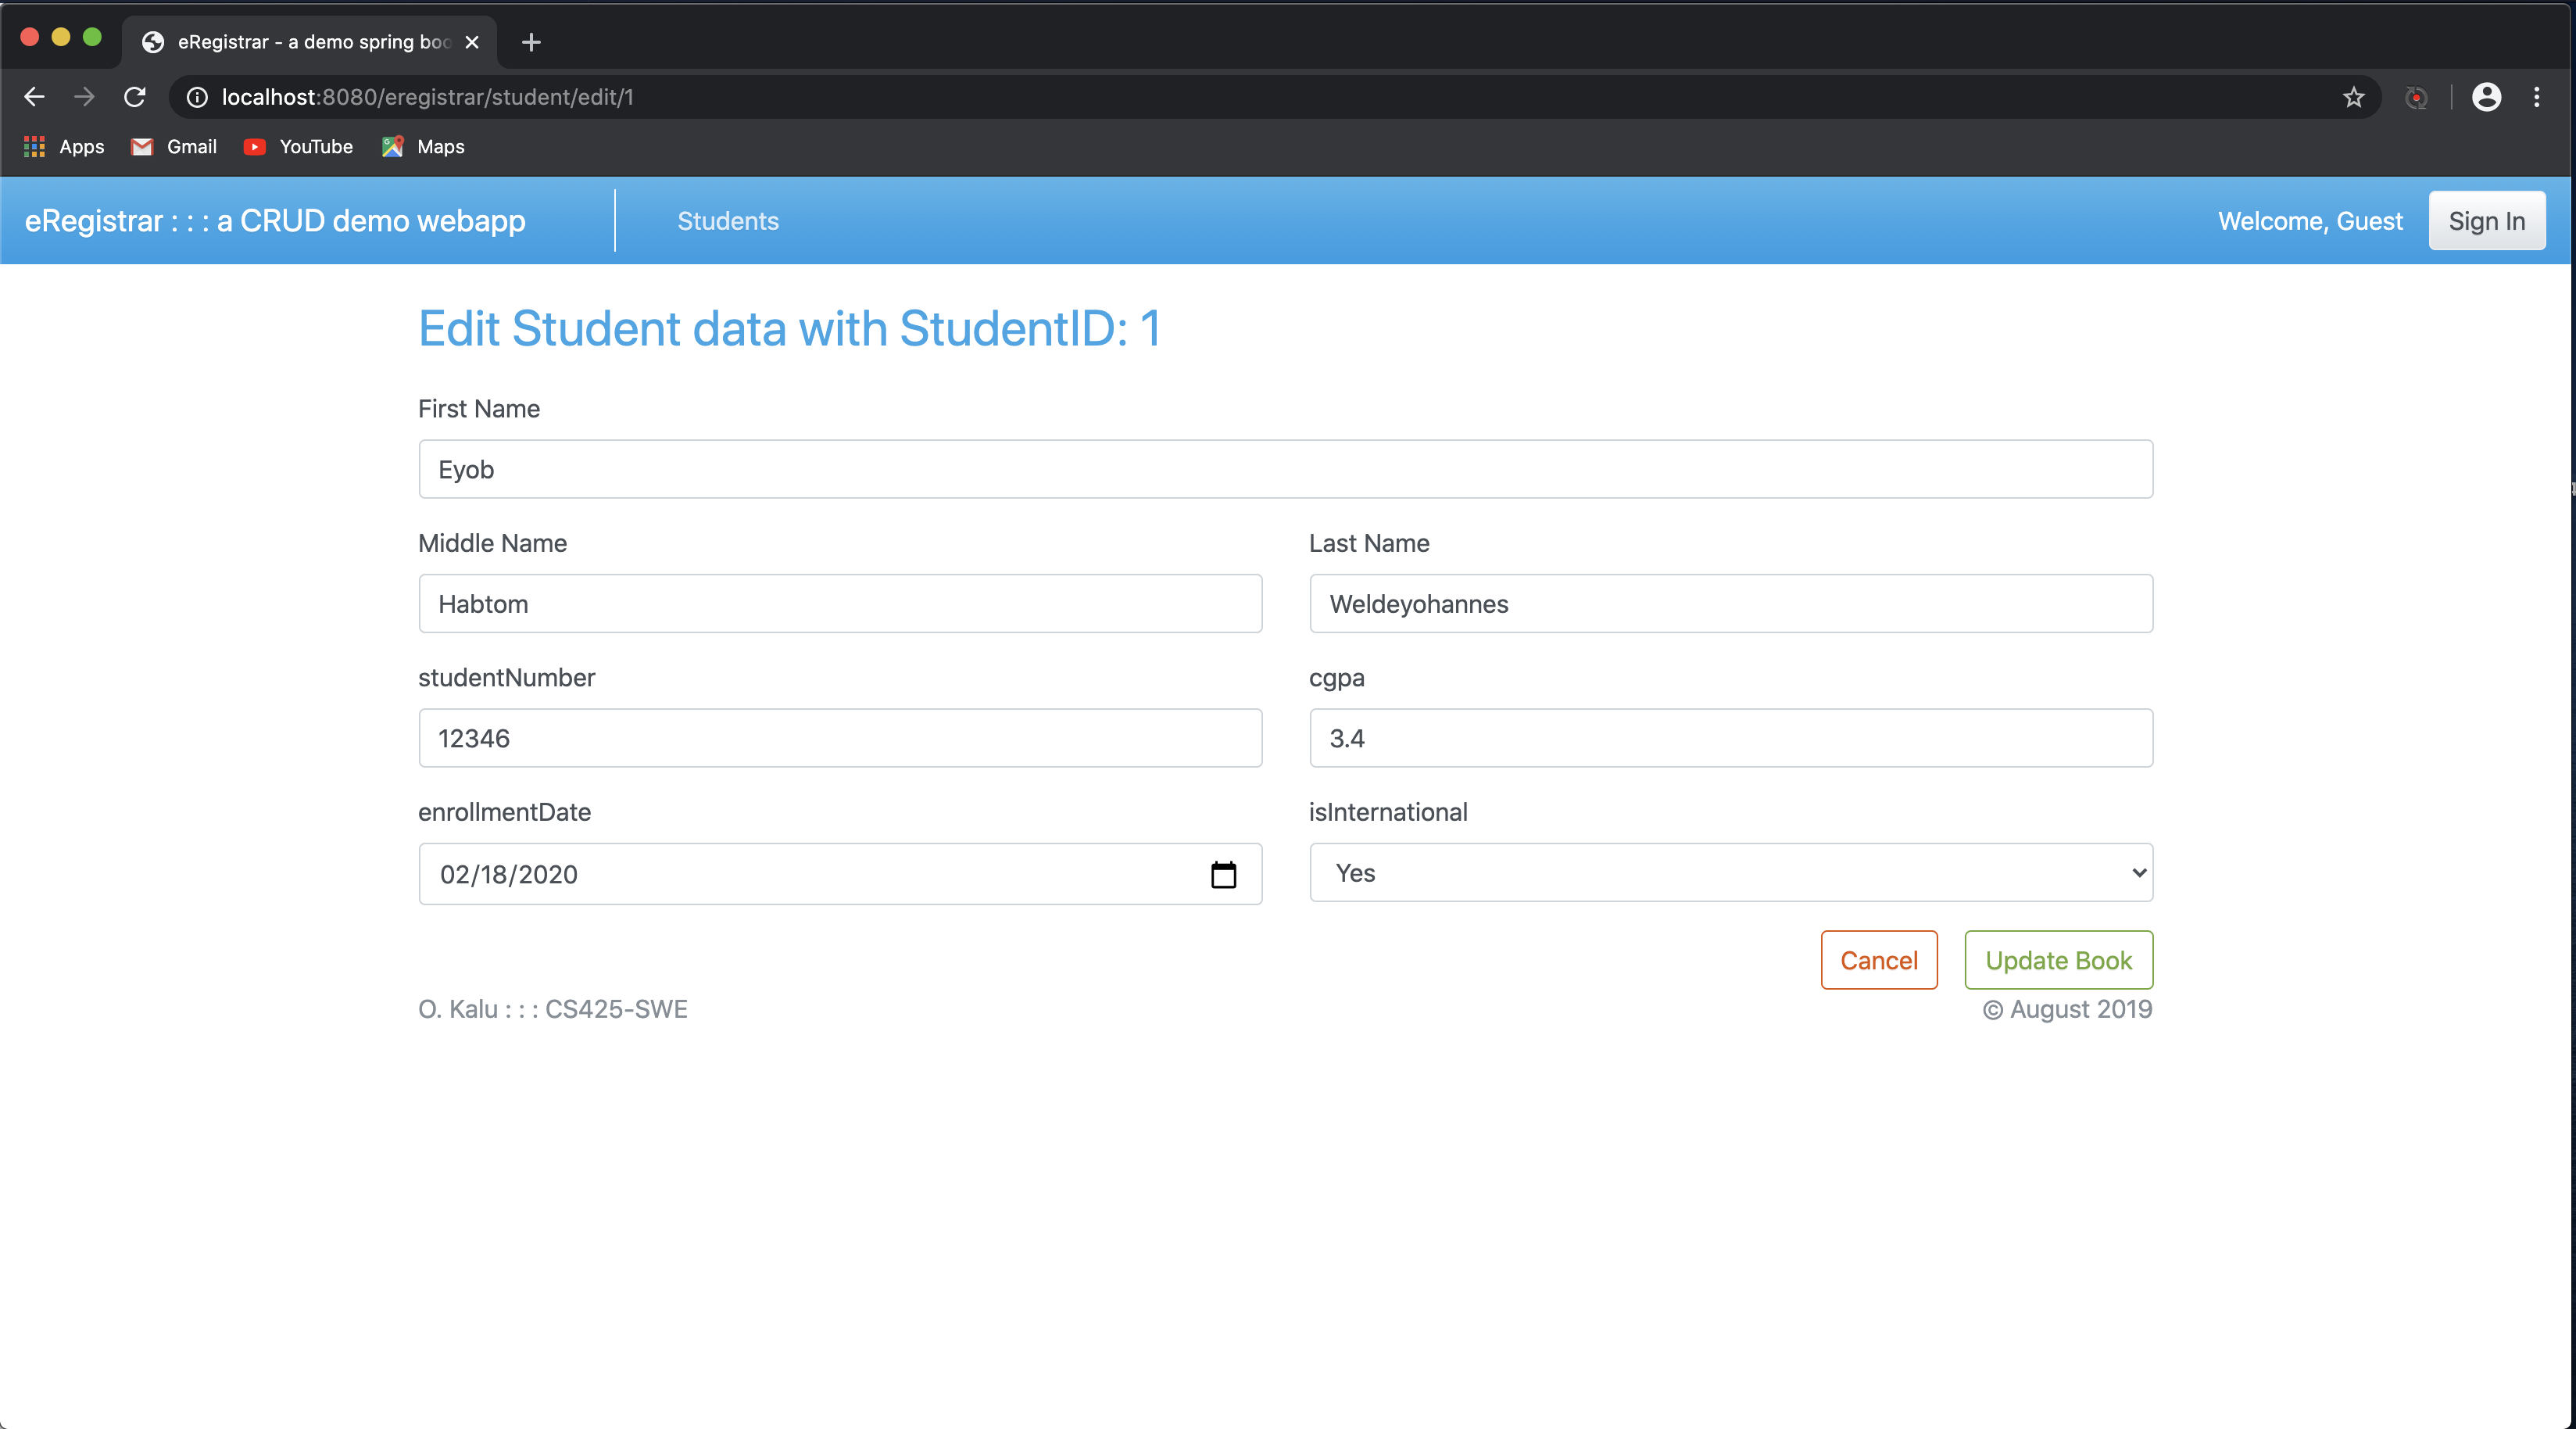 eRegistrar - a demo spring boo
localhost:8080/eregistrar/student/edit/1
Apps Gmail YouTube Maps
eRegistrar : : : a CRUD demo webapp Students Welcome, Guest Sign In
Edit Student data with StudentID: 1
First Name
Eyob
Middle Name Last Name
Habtom Weldeyohannes
studentNumber cgpa
12346 3.4
enrollmentDate isInternational
02/18/2020 Yes
Cancel Update Book
O. Kalu : : : CS425-SWE © August 2019